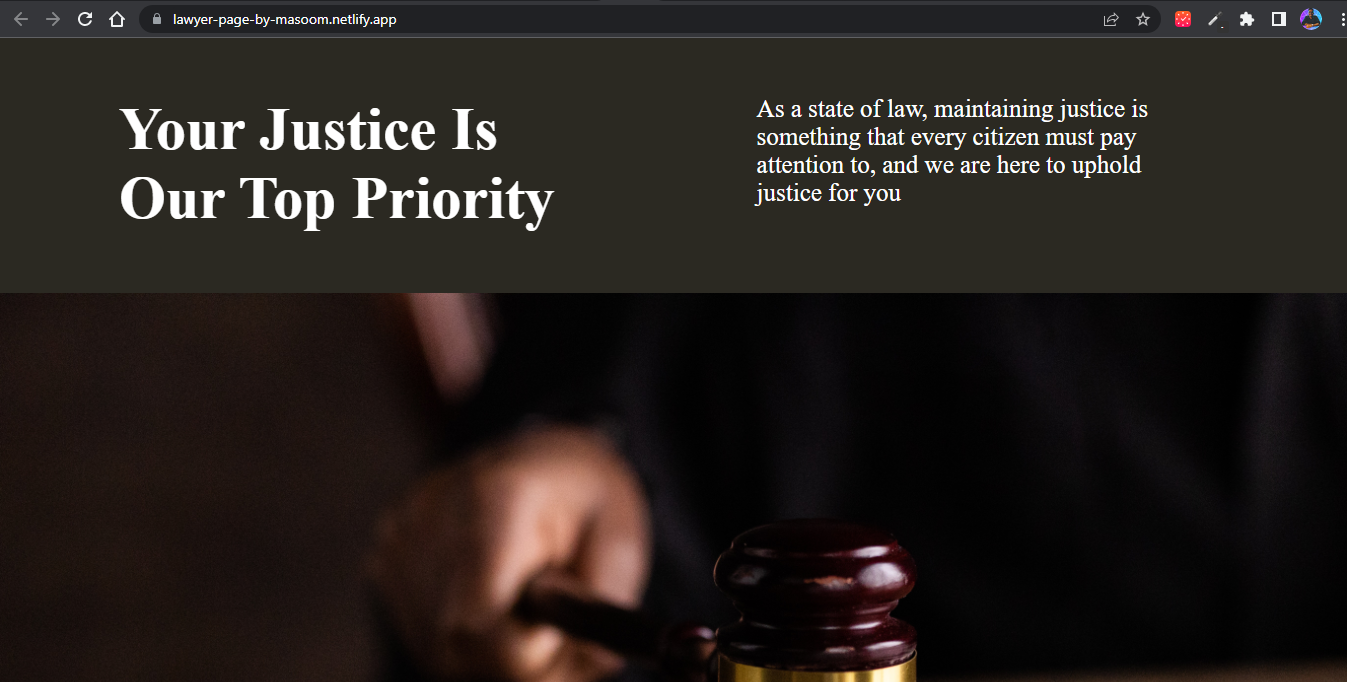 lawyer-page-by-masoom.netlify.app
Your Justice Is
Our Top Priority
As a state of law, maintaining justice is
something that every citizen must pay
attention to, and we are here to uphold
justice for you